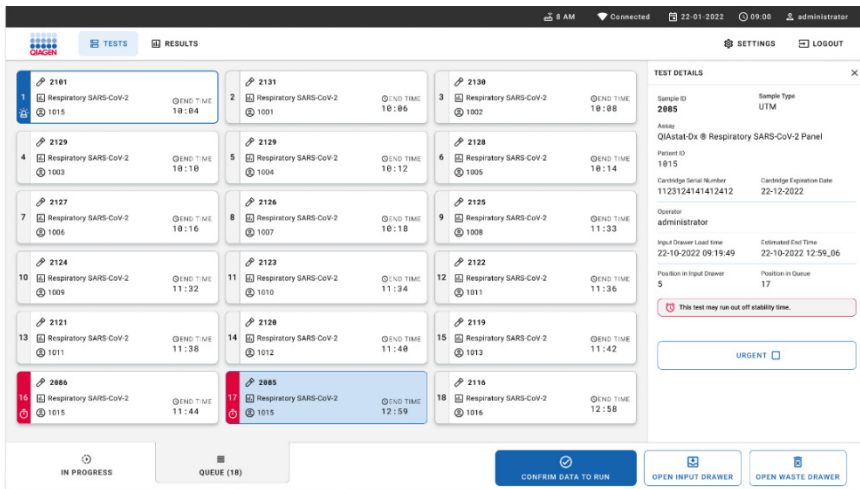 8 AM Connected 22-01-2022 09:00 administrator
QIAGEN TESTS RESULTS SETTINGS LOGOUT
1 2101 Respiratory SARS-CoV-2 1015 END TIME 10:04
2 2131 Respiratory SARS-CoV-2 1001 END TIME 10:06
3 2130 Respiratory SARS-CoV-2 1002 END TIME 10:08
4 2129 Respiratory SARS-CoV-2 1003 END TIME 10:10
5 2129 Respiratory SARS-CoV-2 1004 END TIME 10:12
6 2128 Respiratory SARS-CoV-2 1005 END TIME 10:14
7 2127 Respiratory SARS-CoV-2 1006 END TIME 10:16
8 2126 Respiratory SARS-CoV-2 1007 END TIME 10:18
9 2125 Respiratory SARS-CoV-2 1008 END TIME 11:33
10 2124 Respiratory SARS-CoV-2 1009 END TIME 11:32
11 2123 Respiratory SARS-CoV-2 1010 END TIME 11:34
12 2122 Respiratory SARS-CoV-2 1011 END TIME 11:36
13 2121 Respiratory SARS-CoV-2 1011 END TIME 11:38
14 2120 Respiratory SARS-CoV-2 1012 END TIME 11:40
15 2119 Respiratory SARS-CoV-2 1013 END TIME 11:42
16 2086 Respiratory SARS-CoV-2 1015 END TIME 11:44
17 2085 Respiratory SARS-CoV-2 1015 END TIME 12:59
18 2116 Respiratory SARS-CoV-2 1016 END TIME 12:58
TEST DETAILS
Sample ID Sample Type
2085 UTM
Assay
QIAstat-Dx ® Respiratory SARS-CoV-2 Panel
Patient ID
1015
Cardridge Serial Number Cardridge Expiration Date
1123124141412412 22-12-2022
Operator
administrator
Input Drawer Load time Estimated End Time
22-10-2022 09:19:49 22-10-2022 12:59_06
Position in Input Drawer Position in Queue
5 17
This test may run out off stability time.
URGENT
IN PROGRESS QUEUE (18) CONFRIM DATA TO RUN OPEN INPUT DRAWER OPEN WASTE DRAWER